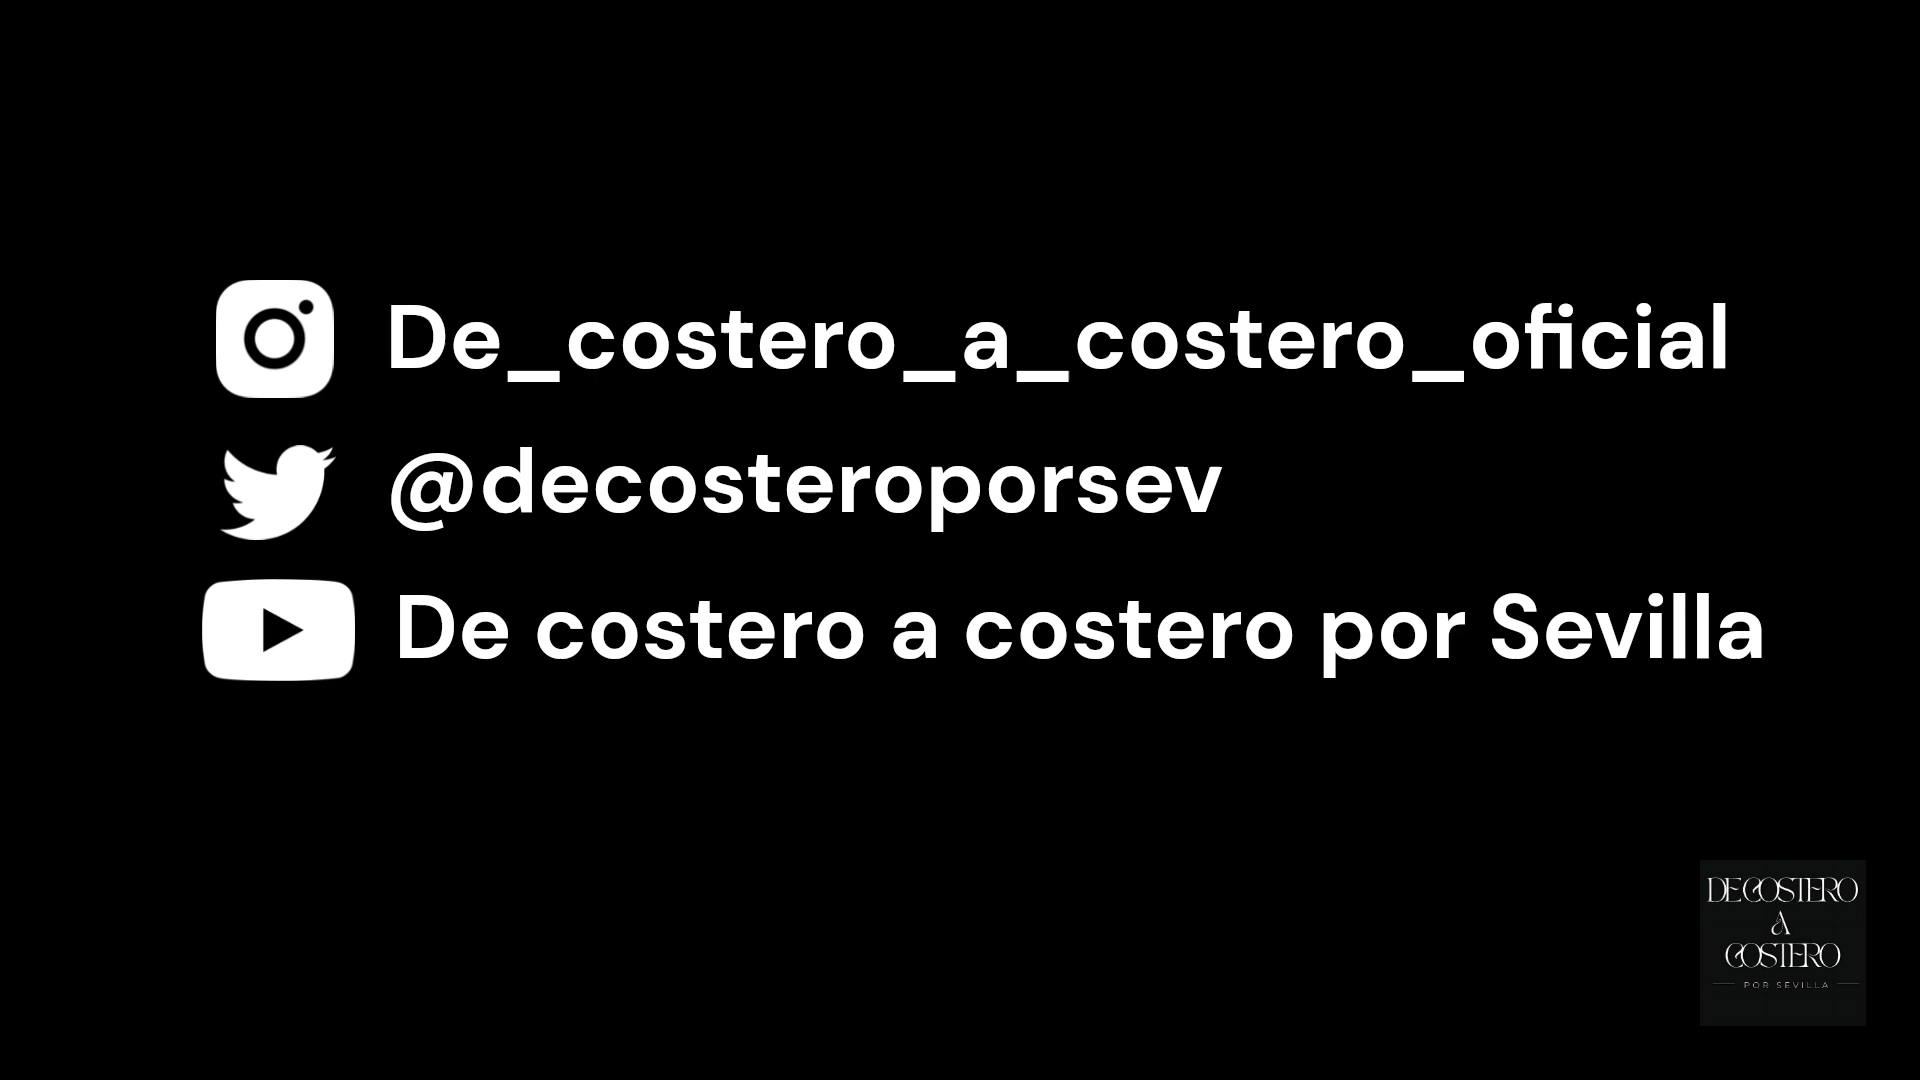 De_costero_a_costero_oficial
@decosteroporsev
De costero a costero por Sevilla
DE COSTERO
A
COSTERO
POR SEVILLA